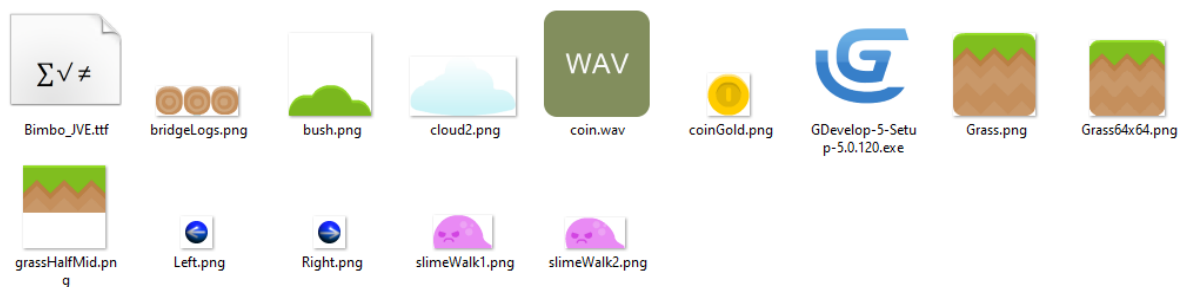 ∑√ ≠
WAV
Bimbo_JVE.ttf
bridgeLogs.png
bush.png
cloud2.png
coin.wav
coinGold.png
GDevelop-5-Setu
p-5.0.120.exe
Grass.png
Grass64x64.png
grassHalfMid.pn
g
Left.png
Right.png
slimeWalk1.png
slimeWalk2.png